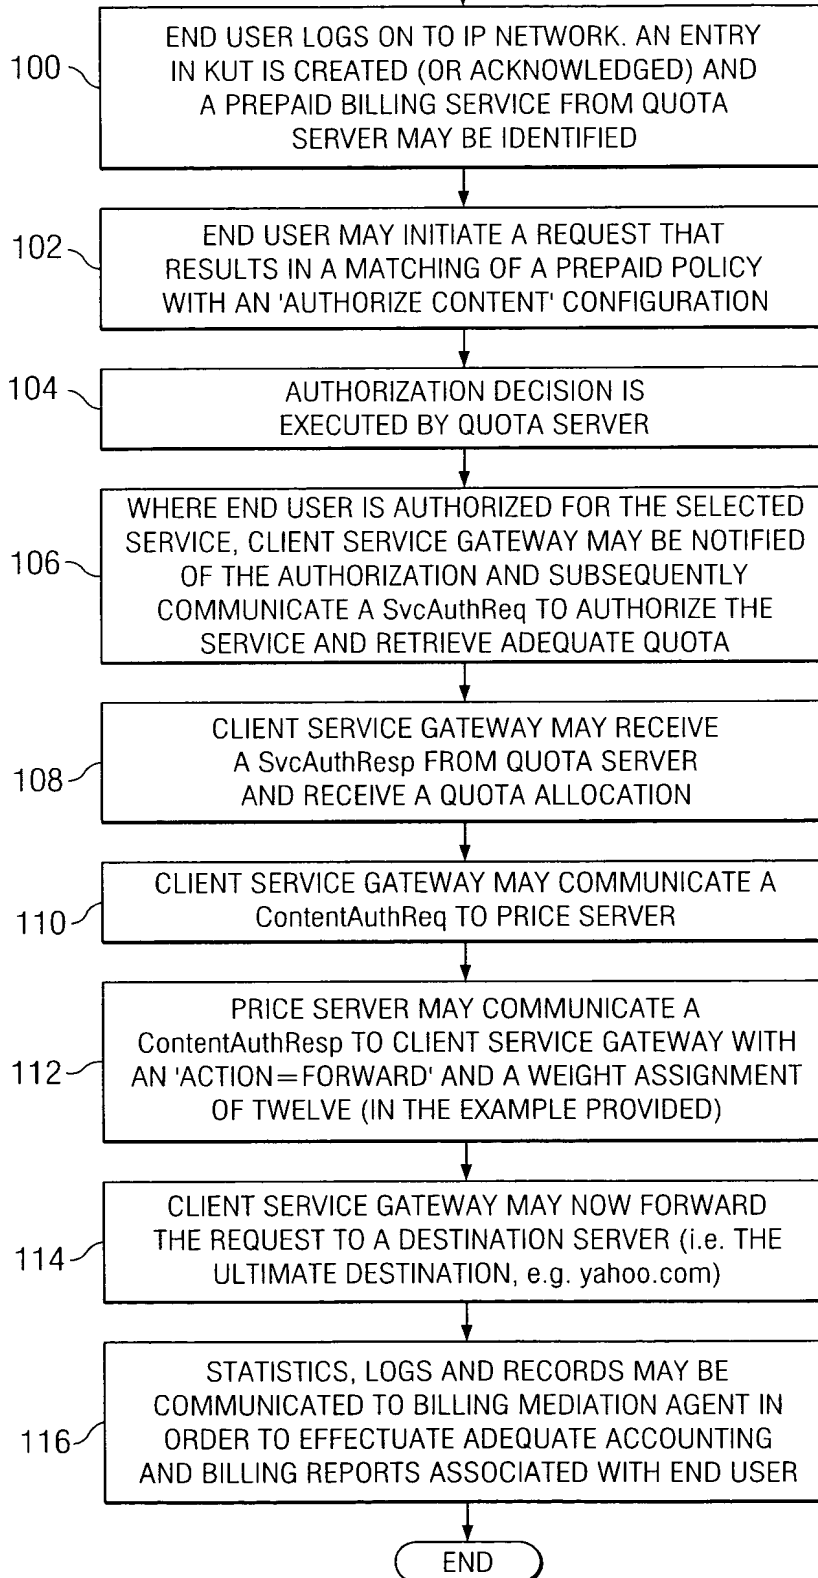 100
END USER LOGS ON TO IP NETWORK. AN ENTRY
IN KUT IS CREATED (OR ACKNOWLEDGED) AND
A PREPAID BILLING SERVICE FROM QUOTA
SERVER MAY BE IDENTIFIED
102
END USER MAY INITIATE A REQUEST THAT
RESULTS IN A MATCHING OF A PREPAID POLICY
WITH AN 'AUTHORIZE CONTENT' CONFIGURATION
104
AUTHORIZATION DECISION IS
EXECUTED BY QUOTA SERVER
106
WHERE END USER IS AUTHORIZED FOR THE SELECTED
SERVICE, CLIENT SERVICE GATEWAY MAY BE NOTIFIED
OF THE AUTHORIZATION AND SUBSEQUENTLY
COMMUNICATE A SvcAuthReq TO AUTHORIZE THE
SERVICE AND RETRIEVE ADEQUATE QUOTA
108
CLIENT SERVICE GATEWAY MAY RECEIVE
A SvcAuthResp FROM QUOTA SERVER
AND RECEIVE A QUOTA ALLOCATION
110
CLIENT SERVICE GATEWAY MAY COMMUNICATE A
ContentAuthReq TO PRICE SERVER
112
PRICE SERVER MAY COMMUNICATE A
ContentAuthResp TO CLIENT SERVICE GATEWAY WITH
AN 'ACTION=FORWARD' AND A WEIGHT ASSIGNMENT
OF TWELVE (IN THE EXAMPLE PROVIDED)
114
CLIENT SERVICE GATEWAY MAY NOW FORWARD
THE REQUEST TO A DESTINATION SERVER (i.e. THE
ULTIMATE DESTINATION, e.g. yahoo.com)
116
STATISTICS, LOGS AND RECORDS MAY BE
COMMUNICATED TO BILLING MEDIATION AGENT IN
ORDER TO EFFECTUATE ADEQUATE ACCOUNTING
AND BILLING REPORTS ASSOCIATED WITH END USER
END